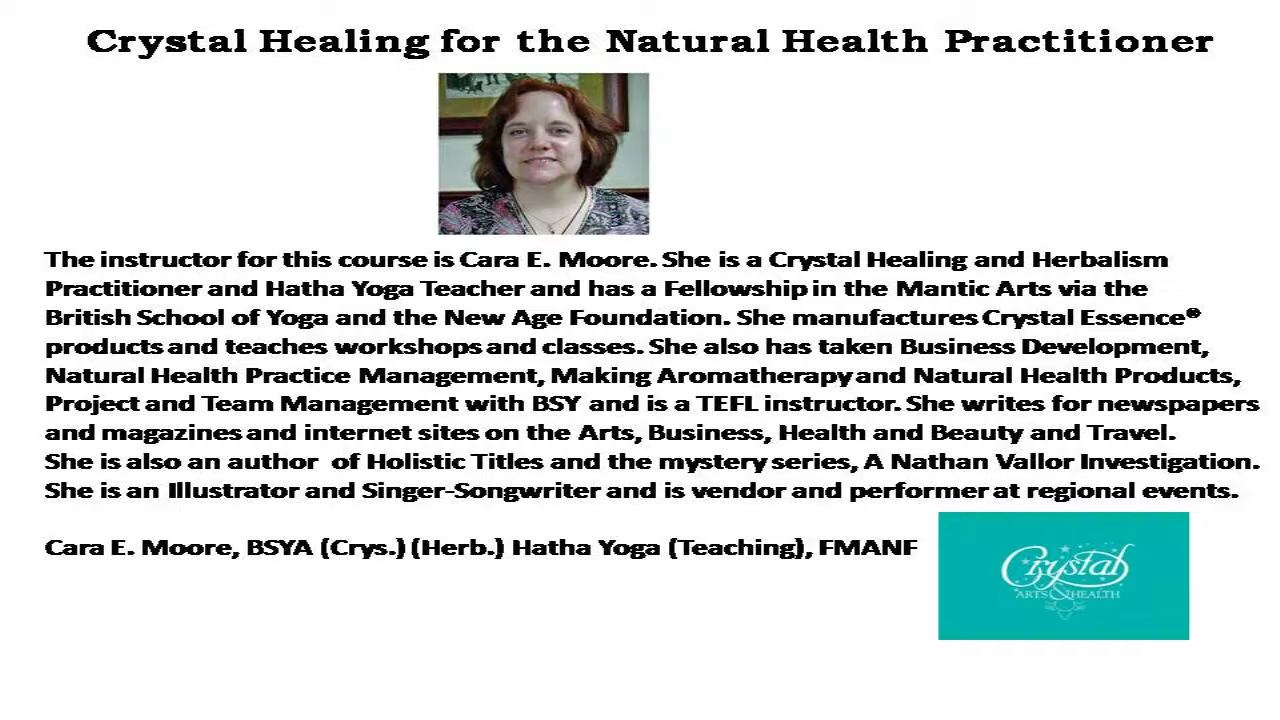 Crystal Healing for the Natural Health Practitioner
The instructor for this course is Cara E. Moore. She is a Crystal Healing and Herbalism
Practitioner and Hatha Yoga Teacher and has a Fellowship in the Mantic Arts via the
British School of Yoga and the New Age Foundation. She manufactures Crystal Essence®
products and teaches workshops and classes. She also has taken Business Development,
Natural Health Practice Management, Making Aromatherapy and Natural Health Products,
Project and Team Management with BSY and is a TEFL instructor. She writes for newspapers
and magazines and internet sites on the Arts, Business, Health and Beauty and Travel.
She is also an author of Holistic Titles and the mystery series, A Nathan Vallor Investigation.
She is an Illustrator and Singer-Songwriter and is vendor and performer at regional events.
Cara E. Moore, BSYA (Crys.) (Herb.) Hatha Yoga (Teaching), FMANF
Crystal
ARTS & HEALTH